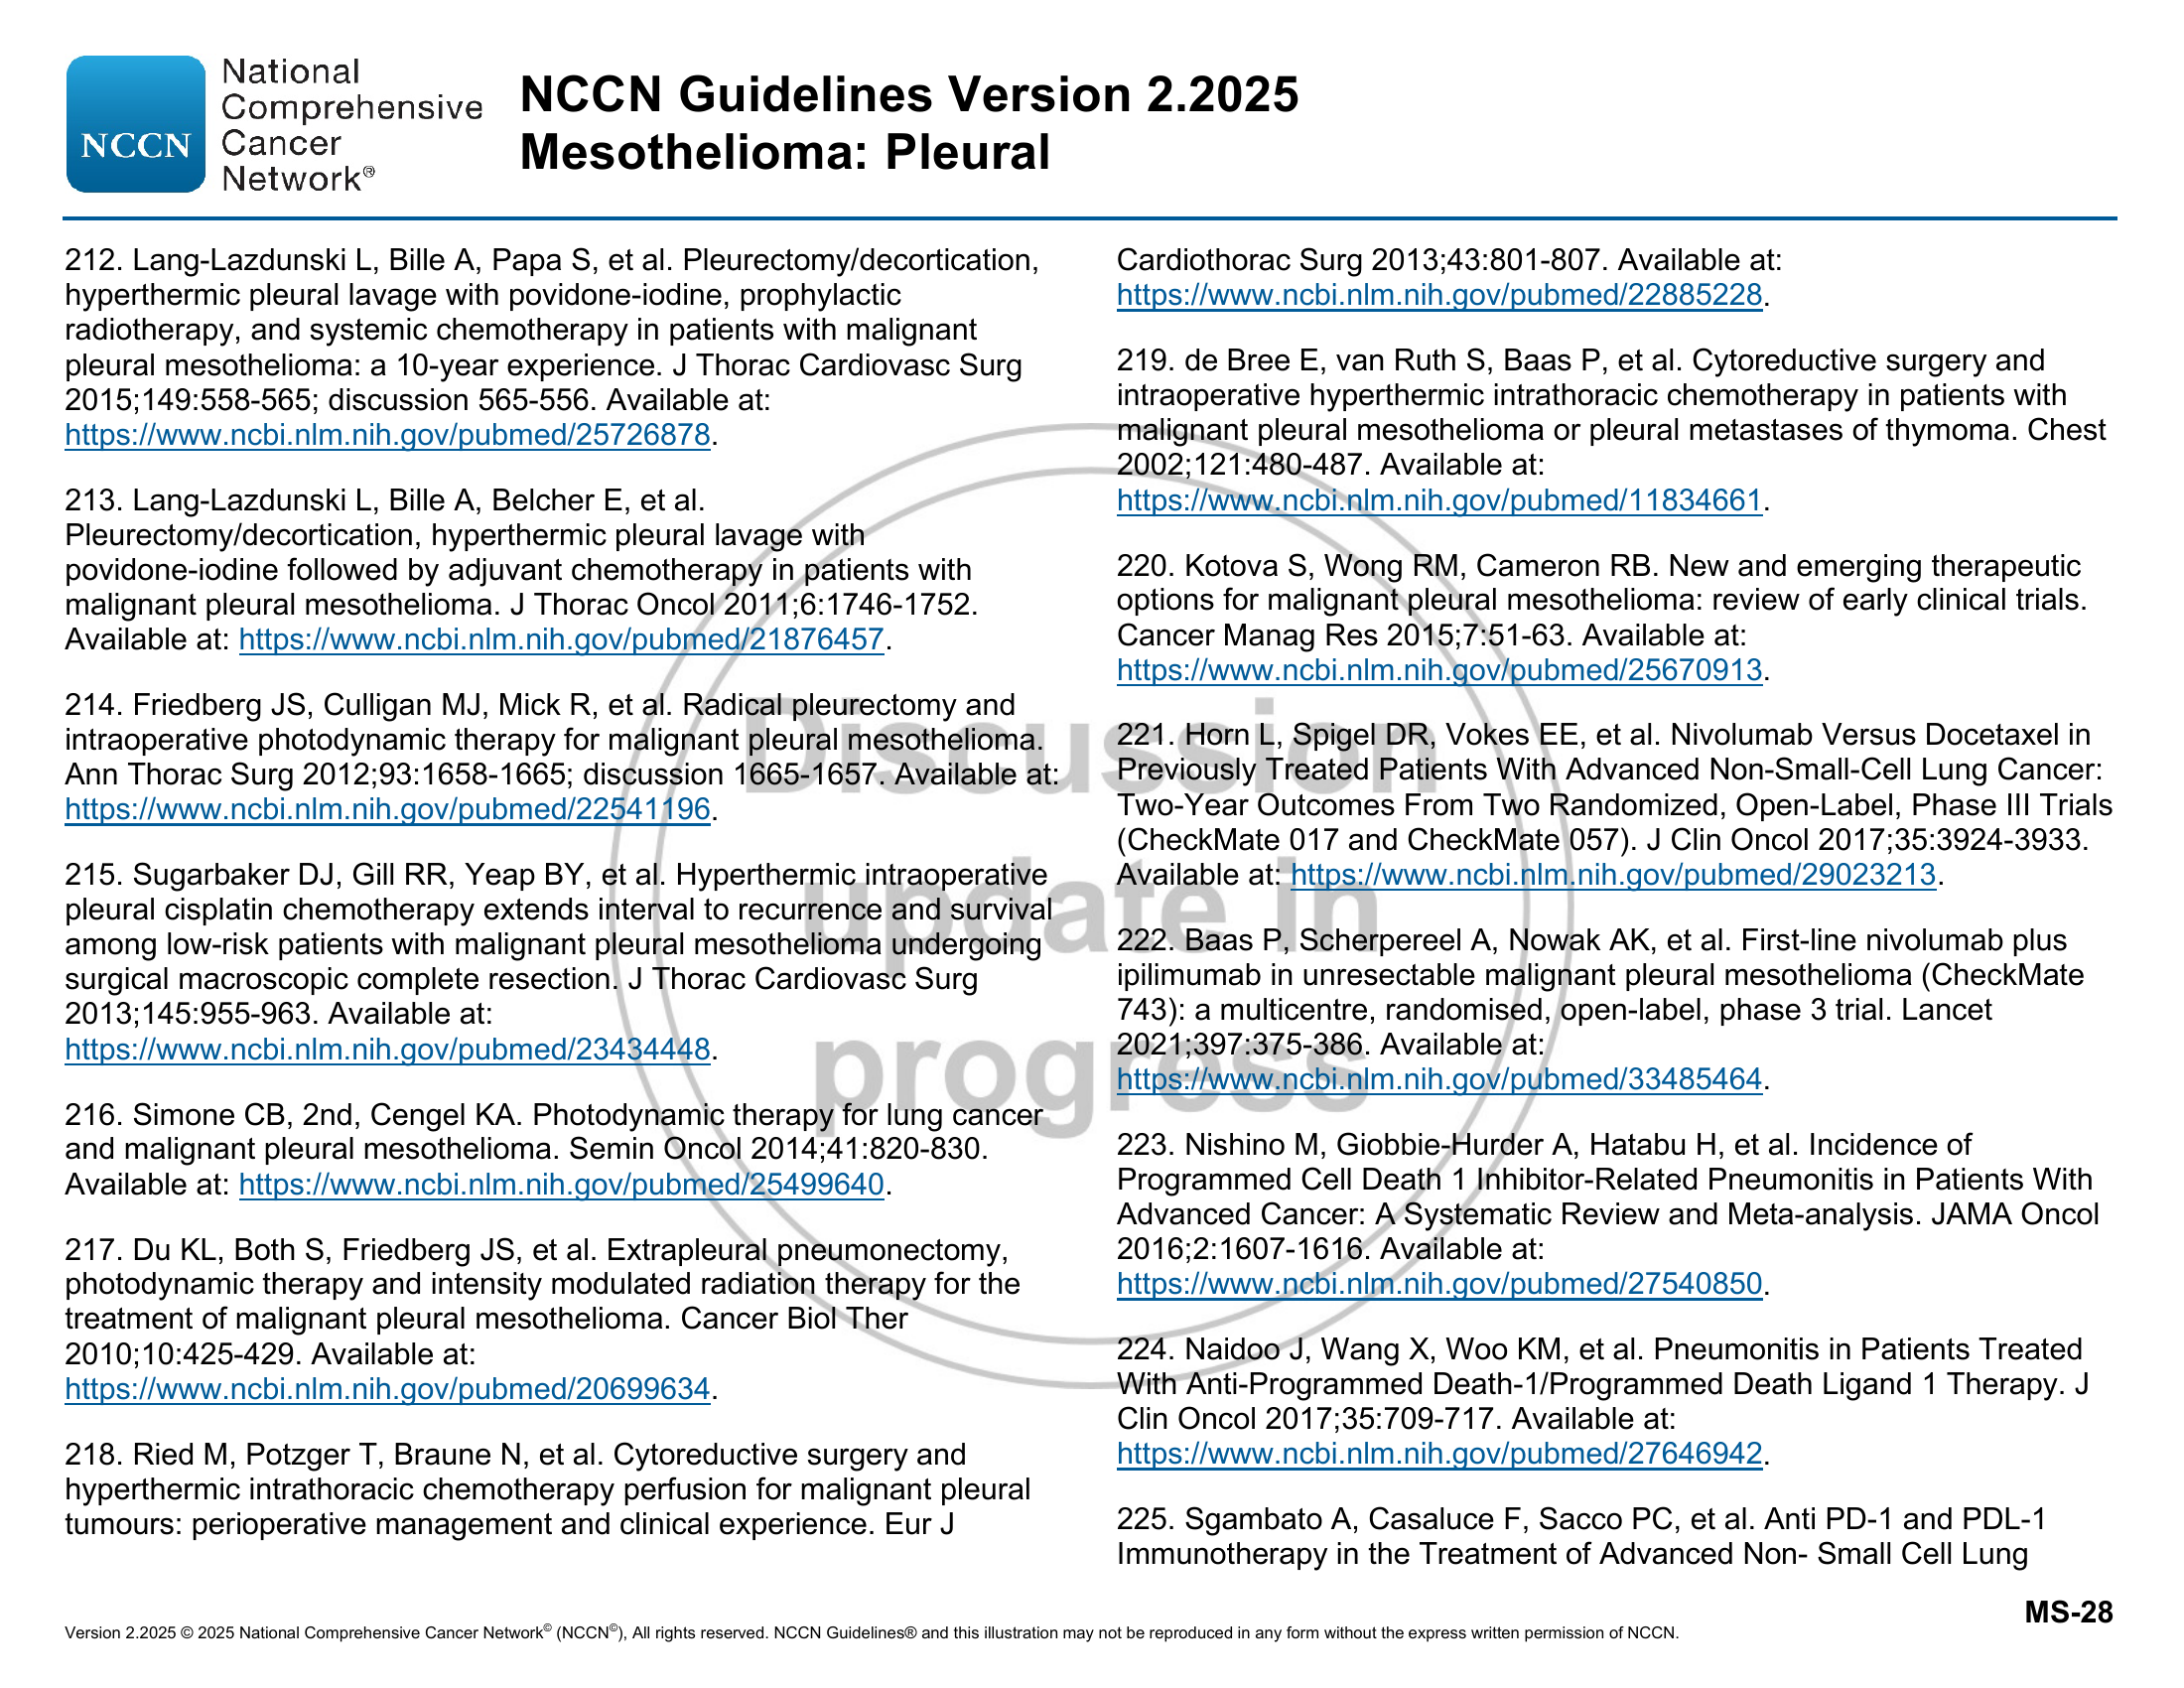 NCCN
National
Comprehensive
Cancer
Network®
NCCN Guidelines Version 2.2025
Mesothelioma: Pleural
212. Lang-Lazdunski L, Bille A, Papa S, et al. Pleurectomy/decortication,
hyperthermic pleural lavage with povidone-iodine, prophylactic
radiotherapy, and systemic chemotherapy in patients with malignant
pleural mesothelioma: a 10-year experience. J Thorac Cardiovasc Surg
2015;149:558-565; discussion 565-556. Available at:
https://www.ncbi.nlm.nih.gov/pubmed/25726878.
213. Lang-Lazdunski L, Bille A, Belcher E, et al.
Pleurectomy/decortication, hyperthermic pleural lavage with
povidone-iodine followed by adjuvant chemotherapy in patients with
malignant pleural mesothelioma. J Thorac Oncol 2011;6:1746-1752.
Available at: https://www.ncbi.nlm.nih.gov/pubmed/21876457.
214. Friedberg JS, Culligan MJ, Mick R, et al. Radical pleurectomy and
intraoperative photodynamic therapy for malignant pleural mesothelioma.
Ann Thorac Surg 2012;93:1658-1665; discussion 1665-1657. Available at:
https://www.ncbi.nlm.nih.gov/pubmed/22541196.
215. Sugarbaker DJ, Gill RR, Yeap BY, et al. Hyperthermic intraoperative
pleural cisplatin chemotherapy extends interval to recurrence and survival
among low-risk patients with malignant pleural mesothelioma undergoing
surgical macroscopic complete resection. J Thorac Cardiovasc Surg
2013;145:955-963. Available at:
https://www.ncbi.nlm.nih.gov/pubmed/23434448.
216. Simone CB, 2nd, Cengel KA. Photodynamic therapy for lung cancer
and malignant pleural mesothelioma. Semin Oncol 2014;41:820-830.
Available at: https://www.ncbi.nlm.nih.gov/pubmed/25499640.
217. Du KL, Both S, Friedberg JS, et al. Extrapleural pneumonectomy,
photodynamic therapy and intensity modulated radiation therapy for the
treatment of malignant pleural mesothelioma. Cancer Biol Ther
2010;10:425-429. Available at:
https://www.ncbi.nlm.nih.gov/pubmed/20699634.
218. Ried M, Potzger T, Braune N, et al. Cytoreductive surgery and
hyperthermic intrathoracic chemotherapy perfusion for malignant pleural
tumours: perioperative management and clinical experience. Eur J
Cardiothorac Surg 2013;43:801-807. Available at:
https://www.ncbi.nlm.nih.gov/pubmed/22885228.
219. de Bree E, van Ruth S, Baas P, et al. Cytoreductive surgery and
intraoperative hyperthermic intrathoracic chemotherapy in patients with
malignant pleural mesothelioma or pleural metastases of thymoma. Chest
2002;121:480-487. Available at:
https://www.ncbi.nlm.nih.gov/pubmed/11834661.
220. Kotova S, Wong RM, Cameron RB. New and emerging therapeutic
options for malignant pleural mesothelioma: review of early clinical trials.
Cancer Manag Res 2015;7:51-63. Available at:
https://www.ncbi.nlm.nih.gov/pubmed/25670913.
221. Horn L, Spigel DR, Vokes EE, et al. Nivolumab Versus Docetaxel in
Previously Treated Patients With Advanced Non-Small-Cell Lung Cancer:
Two-Year Outcomes From Two Randomized, Open-Label, Phase III Trials
(CheckMate 017 and CheckMate 057). J Clin Oncol 2017;35:3924-3933.
Available at: https://www.ncbi.nlm.nih.gov/pubmed/29023213.
222. Baas P, Scherpereel A, Nowak AK, et al. First-line nivolumab plus
ipilimumab in unresectable malignant pleural mesothelioma (CheckMate
743): a multicentre, randomised, open-label, phase 3 trial. Lancet
2021;397:375-386. Available at:
https://www.ncbi.nlm.nih.gov/pubmed/33485464.
223. Nishino M, Giobbie-Hurder A, Hatabu H, et al. Incidence of
Programmed Cell Death 1 Inhibitor-Related Pneumonitis in Patients With
Advanced Cancer: A Systematic Review and Meta-analysis. JAMA Oncol
2016;2:1607-1616. Available at:
https://www.ncbi.nlm.nih.gov/pubmed/27540850.
224. Naidoo J, Wang X, Woo KM, et al. Pneumonitis in Patients Treated
With Anti-Programmed Death-1/Programmed Death Ligand 1 Therapy. J
Clin Oncol 2017;35:709-717. Available at:
https://www.ncbi.nlm.nih.gov/pubmed/27646942.
225. Sgambato A, Casaluce F, Sacco PC, et al. Anti PD-1 and PDL-1
Immunotherapy in the Treatment of Advanced Non- Small Cell Lung
Discussion
update in
progress
MS-28
Version 2.2025 © 2025 National Comprehensive Cancer Network© (NCCN©), All rights reserved. NCCN Guidelines® and this illustration may not be reproduced in any form without the express written permission of NCCN.